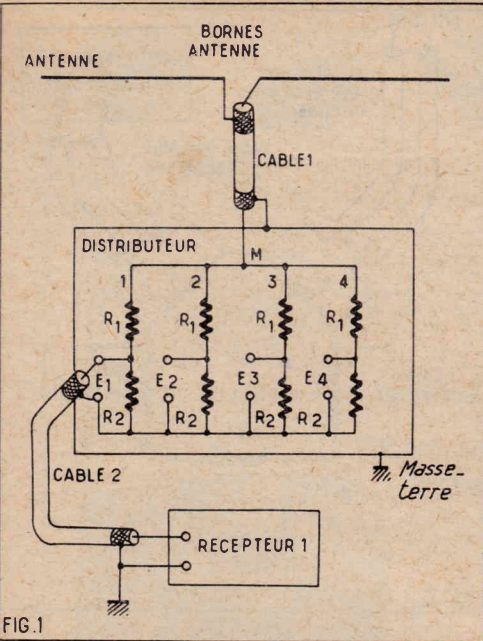 BORNES
ANTENNE
ANTENNE
CABLE1
DISTRIBUTEUR
M
1 2 3 4
R1 R1 R1 R1
E1 E2 E3 E4
R2 R2 R2 R2
CABLE 2
Masse_
terre
RECEPTEUR 1
FIG.1